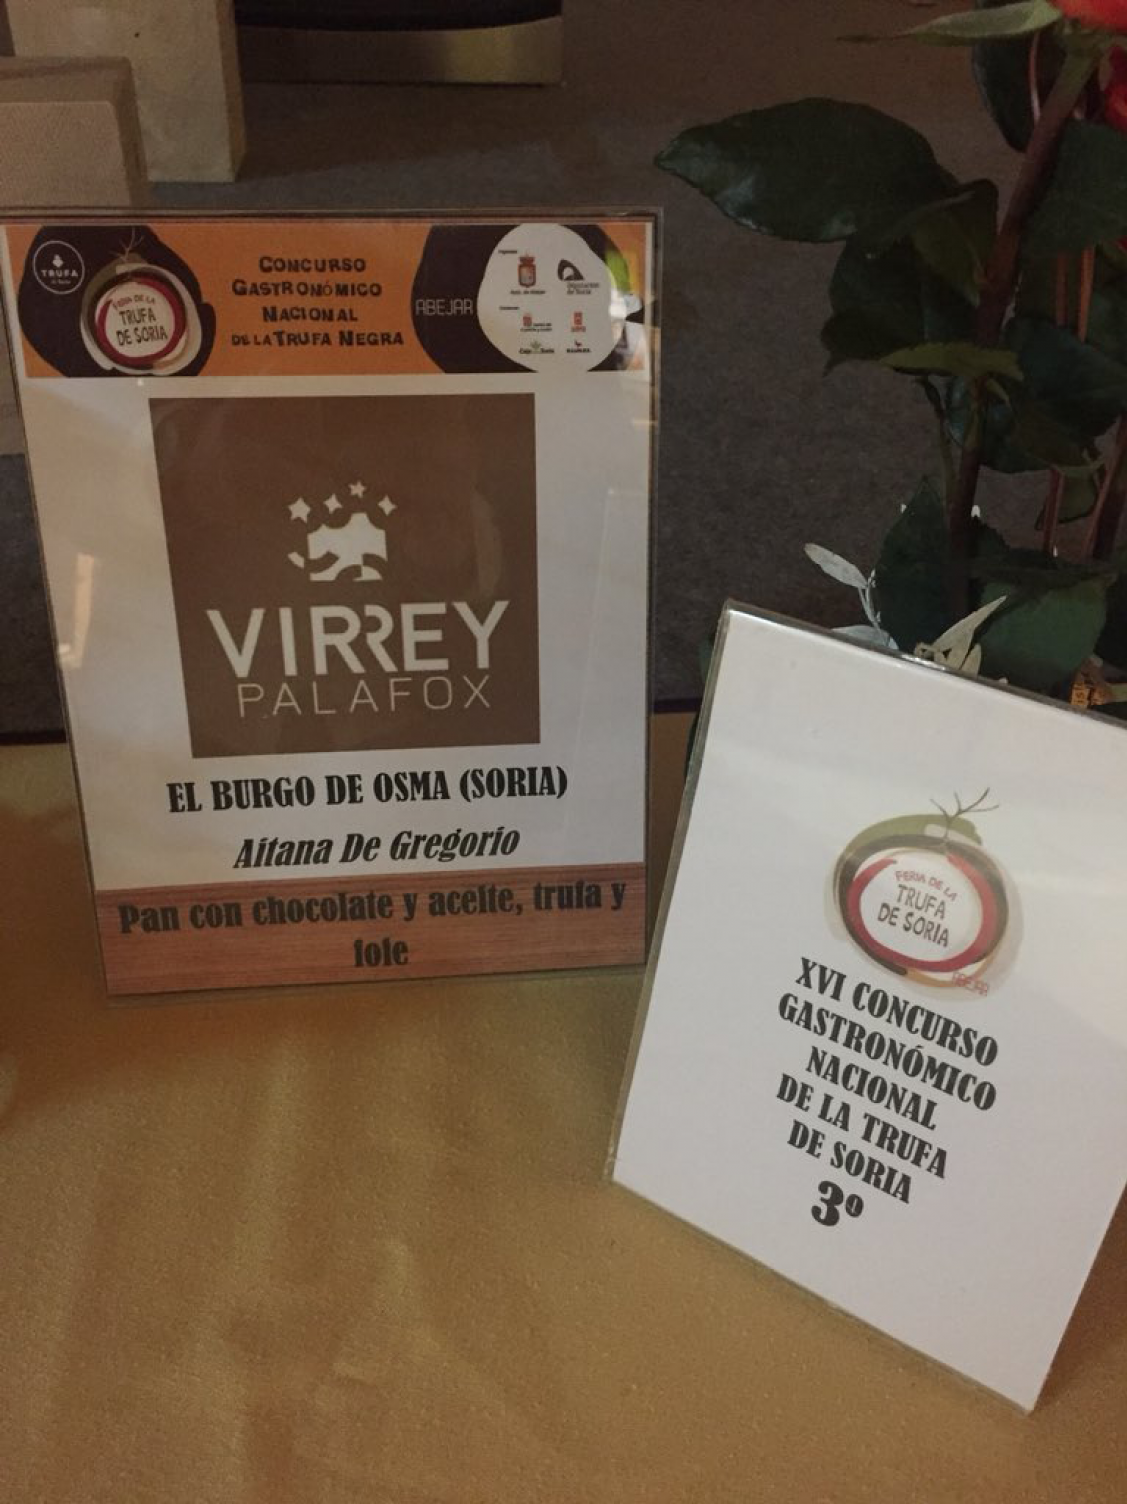 TRUFA
FERIA DE LA
TRUFA
DE SORIA
CONCURSO
GASTRONÓMICO
NACIONAL
DE LA TRUFA NEGRA
ABEJAR
VIRREY
PALAFOX
EL BURGO DE OSMA (SORIA)
Aitana De Gregorio
Pan con chocolate y aceite, trufa y
foie
FERIA DE LA
TRUFA
DE SORIA
ABEJAR
XVI CONCURSO
GASTRONÓMICO
NACIONAL
DE LA TRUFA
DE SORIA
3º